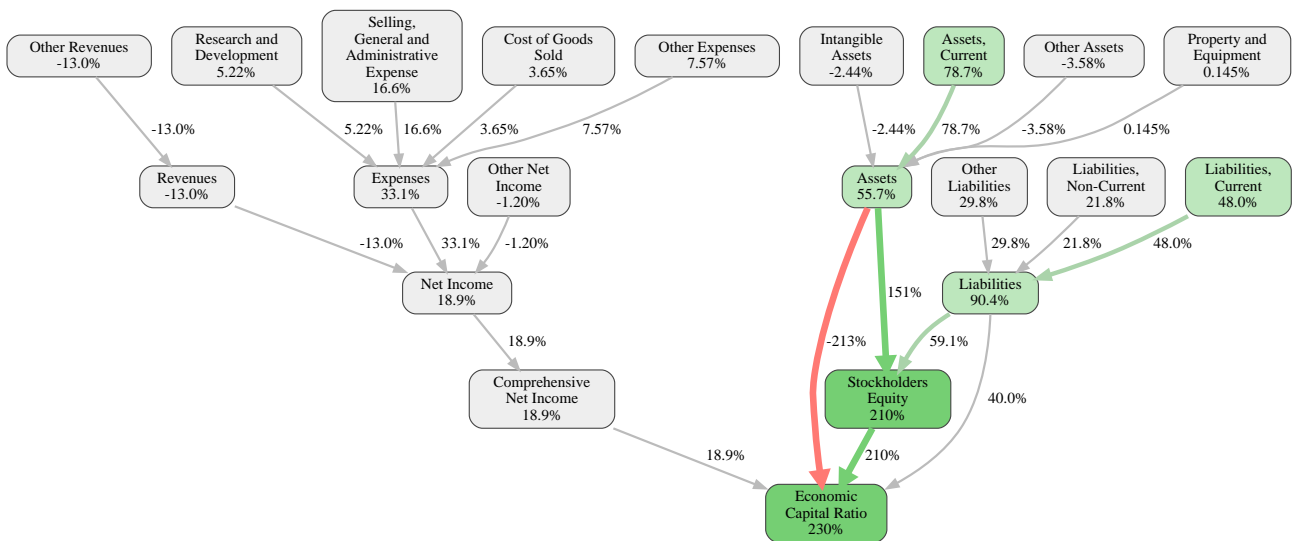 Other Revenues
-13.0%
Research and
Development
5.22%
Selling,
General and
Administrative
Expense
16.6%
Cost of Goods
Sold
3.65%
Other Expenses
7.57%
Intangible
Assets
-2.44%
Assets,
Current
78.7%
Other Assets
-3.58%
Property and
Equipment
0.145%
-13.0%
5.22%
16.6%
3.65%
7.57%
-2.44%
78.7%
-3.58%
0.145%
Revenues
-13.0%
Expenses
33.1%
Other Net
Income
-1.20%
Assets
55.7%
Other
Liabilities
29.8%
Liabilities,
Non-Current
21.8%
Liabilities,
Current
48.0%
-13.0%
33.1%
-1.20%
29.8%
21.8%
48.0%
Net Income
18.9%
151%
Liabilities
90.4%
18.9%
-213%
59.1%
Comprehensive
Net Income
18.9%
Stockholders
Equity
210%
40.0%
18.9%
210%
Economic
Capital Ratio
230%